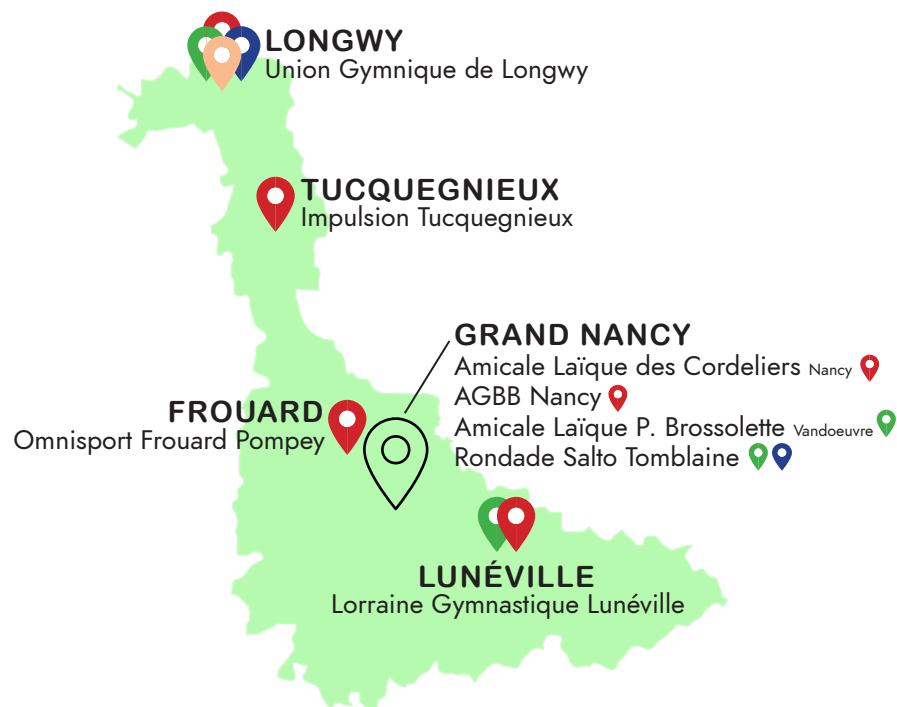 LONGWY
Union Gymnique de Longwy
TUCQUEGNIEUX
Impulsion Tucquegnieux
GRAND NANCY
Amicale Laïque des Cordeliers Nancy
AGBB Nancy
Amicale Laïque P. Brossolette Vandoeuvre
Rondade Salto Tomblaine
FROUARD
Omnisport Frouard Pompey
LUNÉVILLE
Lorraine Gymnastique Lunéville